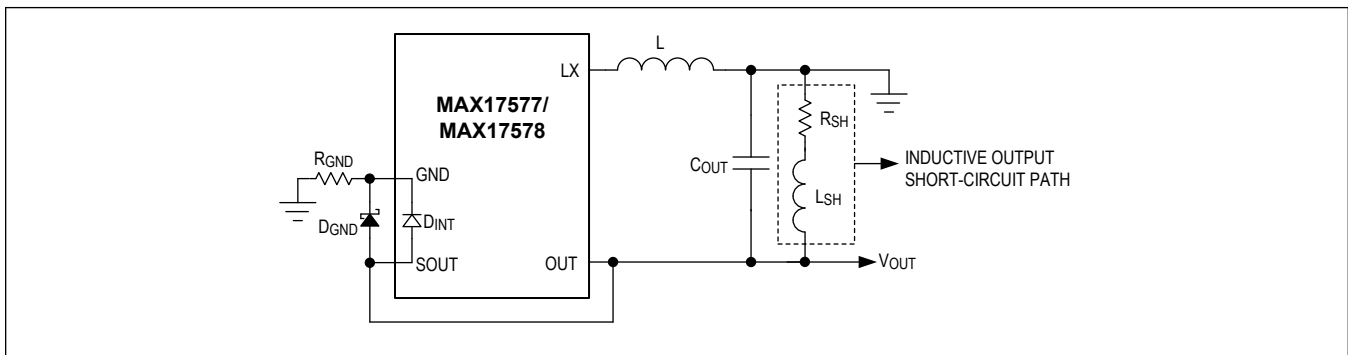 L
LX
MAX17577/
MAX17578
RSH
COUT
INDUCTIVE OUTPUT
SHORT-CIRCUIT PATH
LSH
RGND
GND
DGND
DINT
SOUT
OUT
VOUT